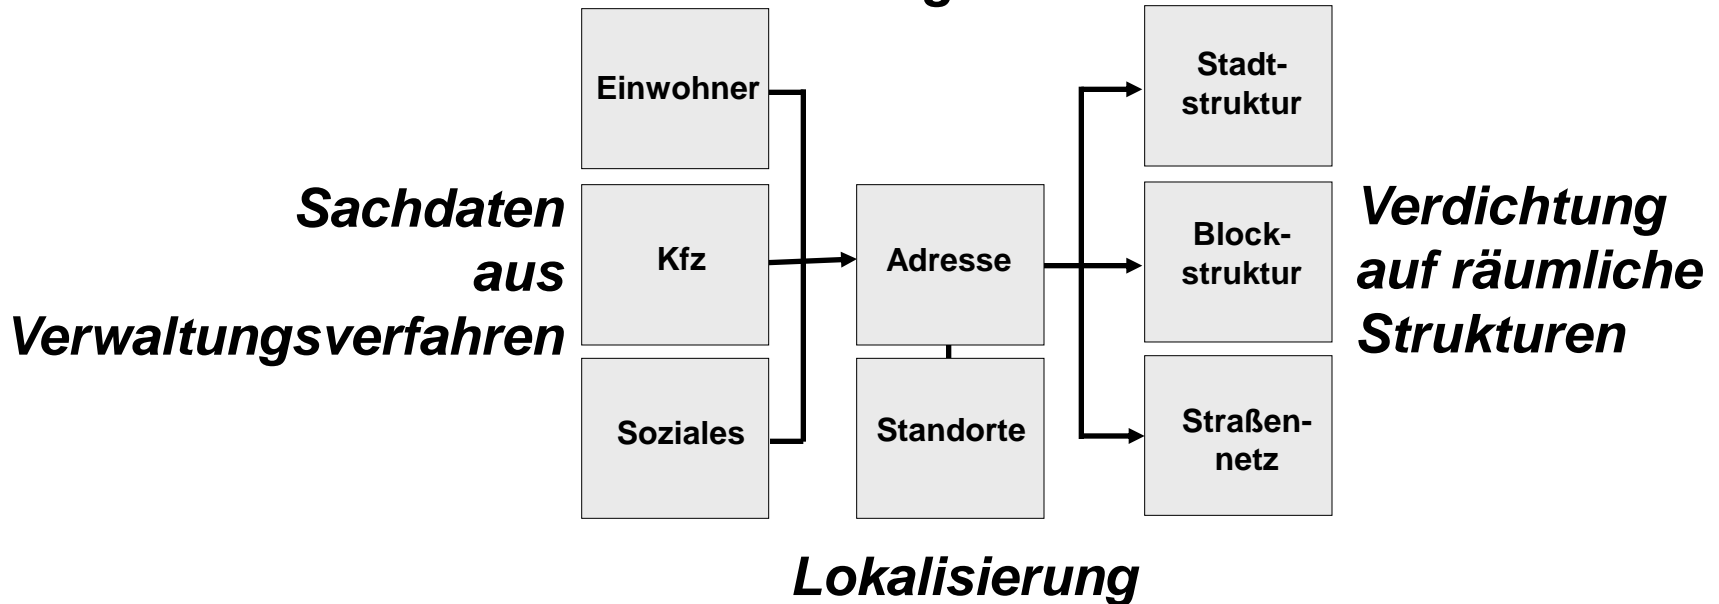 Sachdaten
aus
Verwaltungsverfahren
Einwohner
Kfz
Soziales
Adresse
Standorte
Lokalisierung
Stadt-
struktur
Block-
struktur
Straßen-
netz
Verdichtung
auf räumliche
Strukturen